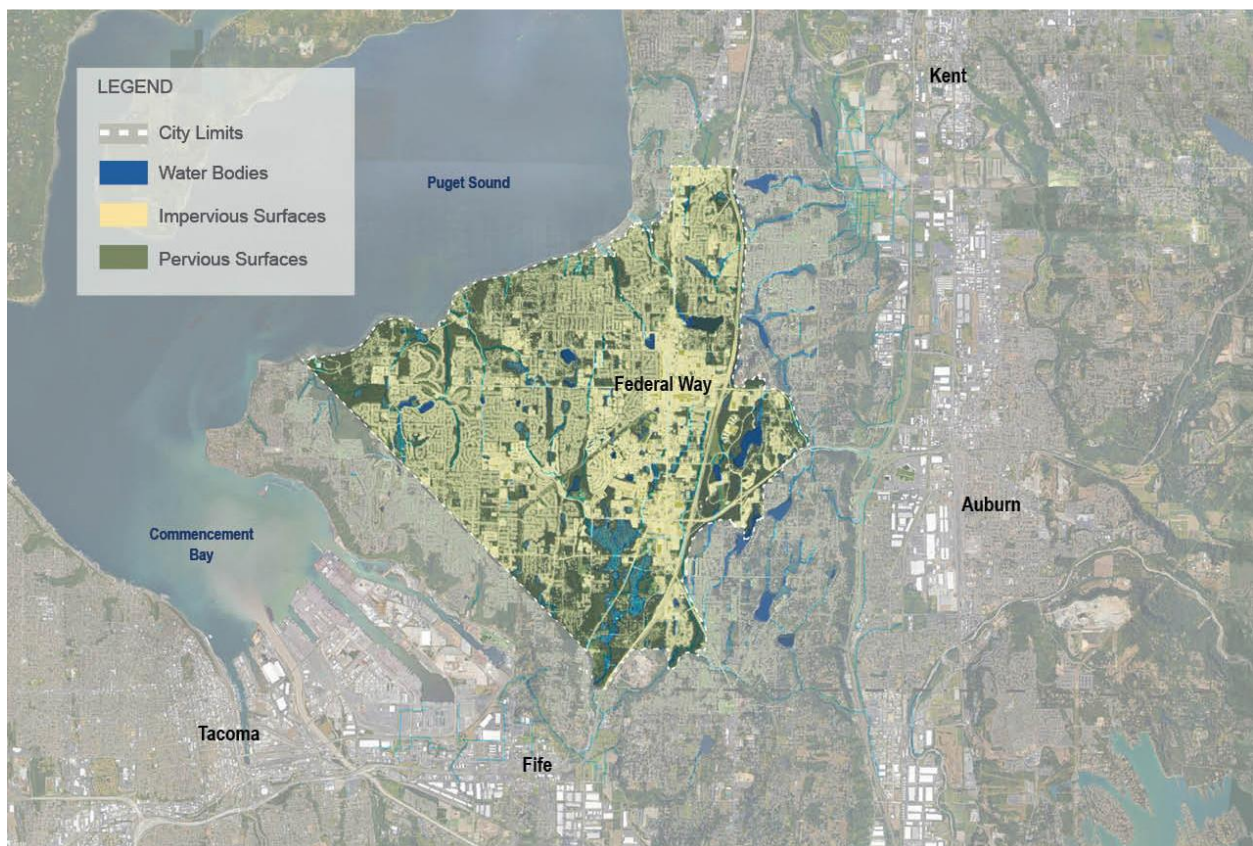 LEGEND
City Limits
Water Bodies
Impervious Surfaces
Pervious Surfaces
Kent
Puget Sound
Federal Way
Auburn
Commencement
Bay
Tacoma
Fife